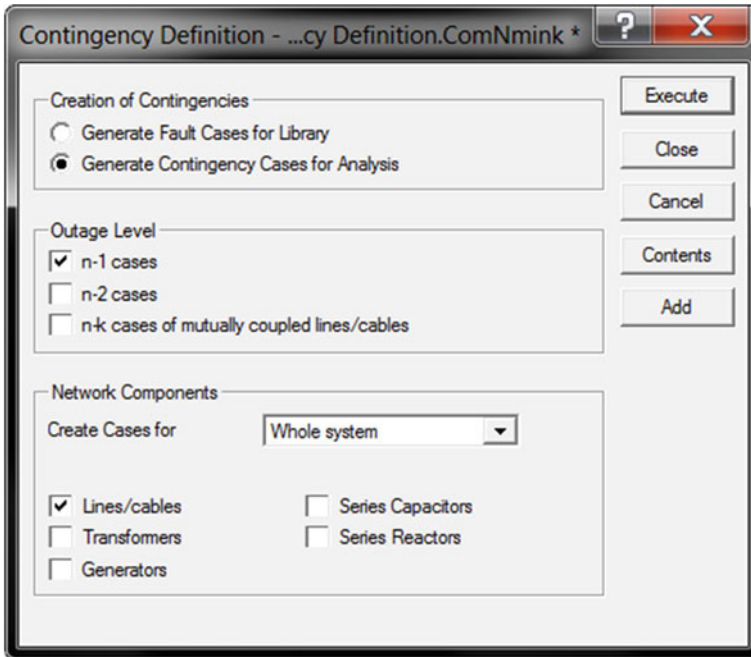 Contingency Definition - ...cy Definition.ComNmink *
?
X
Creation of Contingencies
Generate Fault Cases for Library
Generate Contingency Cases for Analysis
Execute
Close
Cancel
Contents
Add
Outage Level
n-1 cases
n-2 cases
n-k cases of mutually coupled lines/cables
Network Components
Create Cases for
Whole system
Lines/cables
Series Capacitors
Transformers
Series Reactors
Generators